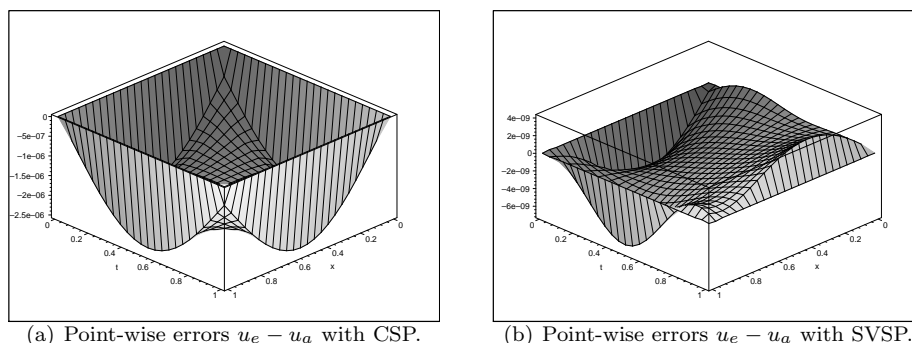 0
−5e−07
−1e−06
−1.5e−06
−2e−06
−2.5e−06
0
0.2
0.4
t
0.6
0.8
1
1
0.8
x
0.6
0.4
0.2
0
(a) Point-wise errors u_e − u_a with CSP.
4e−09
2e−09
0
−2e−09
−4e−09
−6e−09
0
0.2
0.4
t
0.6
0.8
1
1
0.8
x
0.6
0.4
0.2
0
(b) Point-wise errors u_e − u_a with SVSP.